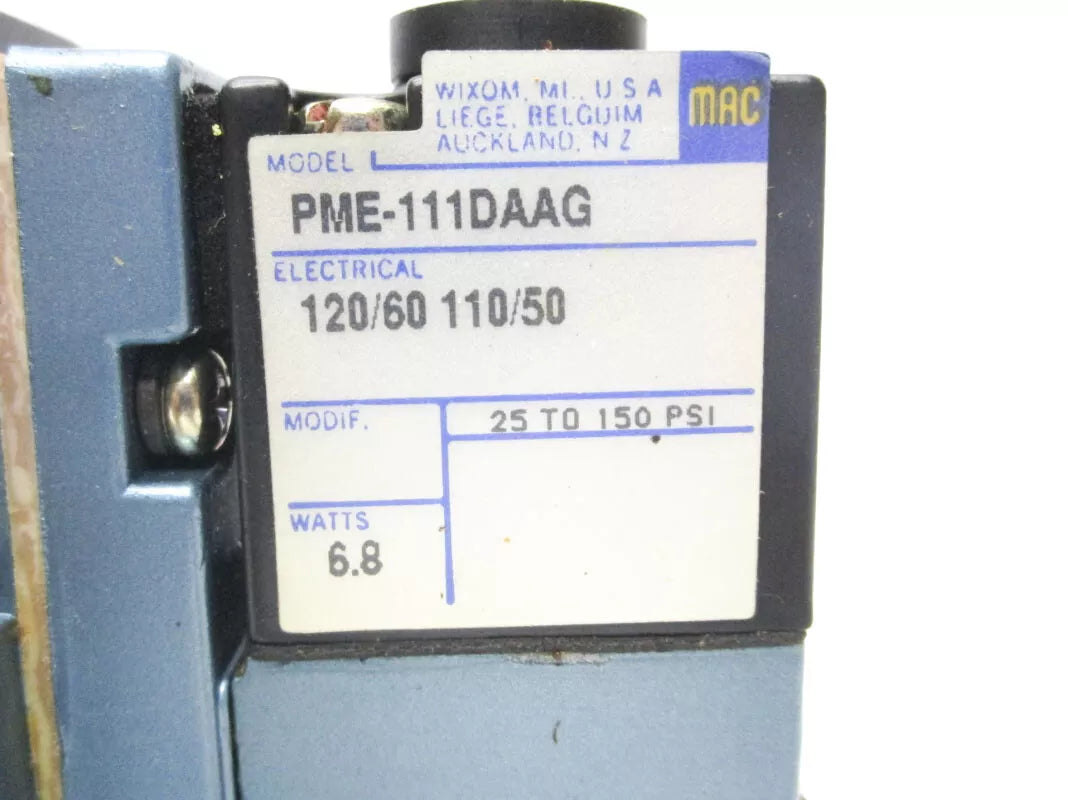 WIXOM, MI., U.S.A
LIEGE, BELGUIM
AUCKLAND, N Z
MAC
MODEL
PME-111DAAG
ELECTRICAL
120/60 110/50
MODIF.
25 TO 150 PSI
WATTS
6.8